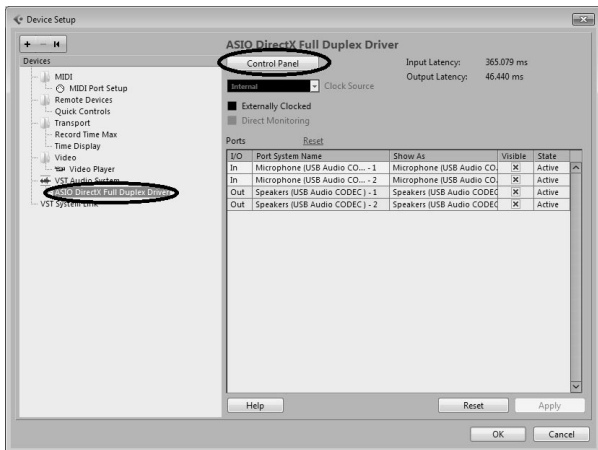 Device Setup
+ − |◄
Devices
MIDI
MIDI Port Setup
Remote Devices
Quick Controls
Transport
Record Time Max
Time Display
Video
Video Player
VST Audio System
ASIO DirectX Full Duplex Driver
VST System Link
ASIO DirectX Full Duplex Driver
Control Panel
Input Latency: 365.079 ms
Output Latency: 46.440 ms
Internal Clock Source
Externally Clocked
Direct Monitoring
Ports Reset
I/O Port System Name Show As Visible State
In Microphone (USB Audio CO... - 1 Microphone (USB Audio CO. Active
In Microphone (USB Audio CO... - 2 Microphone (USB Audio CO. Active
Out Speakers (USB Audio CODEC ) - 1 Speakers (USB Audio CODEC Active
Out Speakers (USB Audio CODEC ) - 2 Speakers (USB Audio CODEC Active
Help Reset Apply
OK Cancel